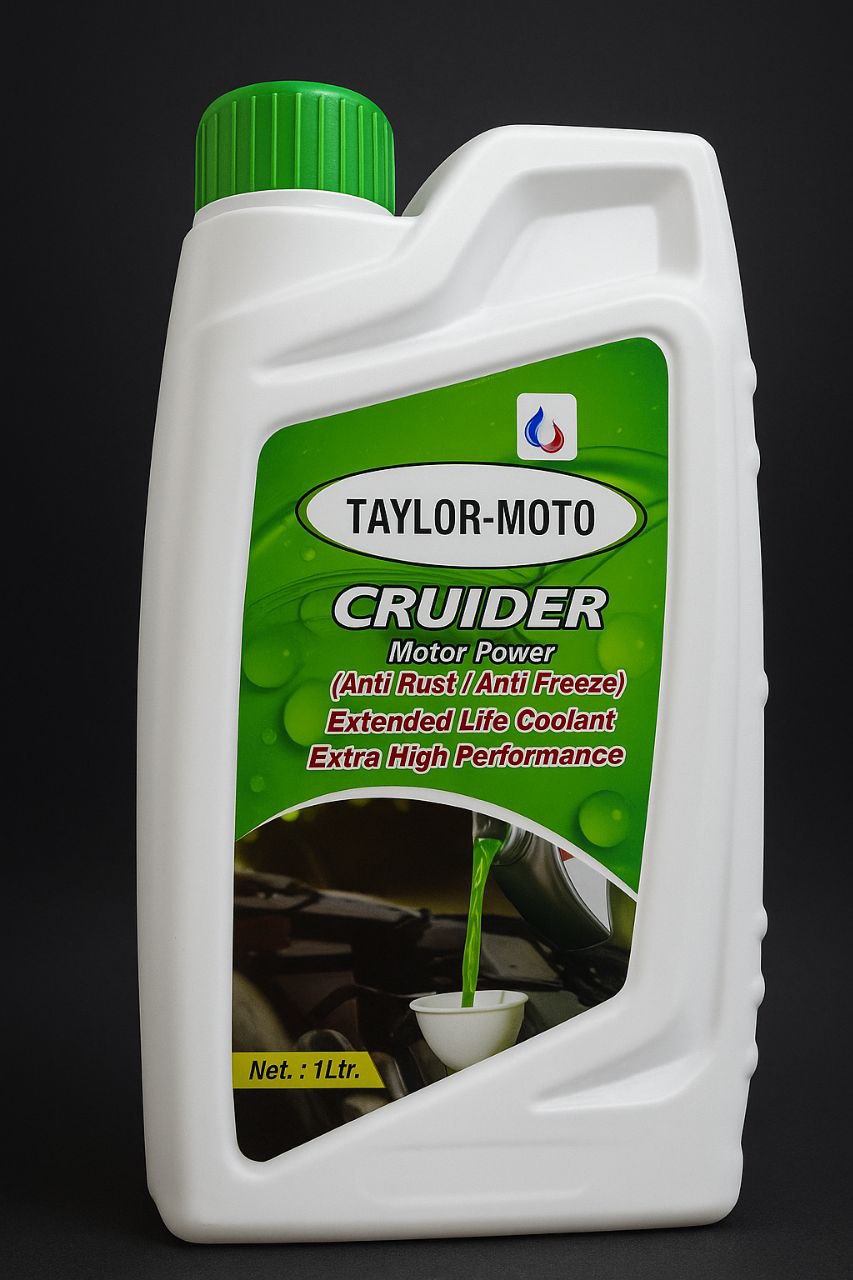 TAYLOR-MOTO
CRUIDER
Motor Power
(Anti Rust / Anti Freeze)
Extended Life Coolant
Extra High Performance
Net. : 1Ltr.